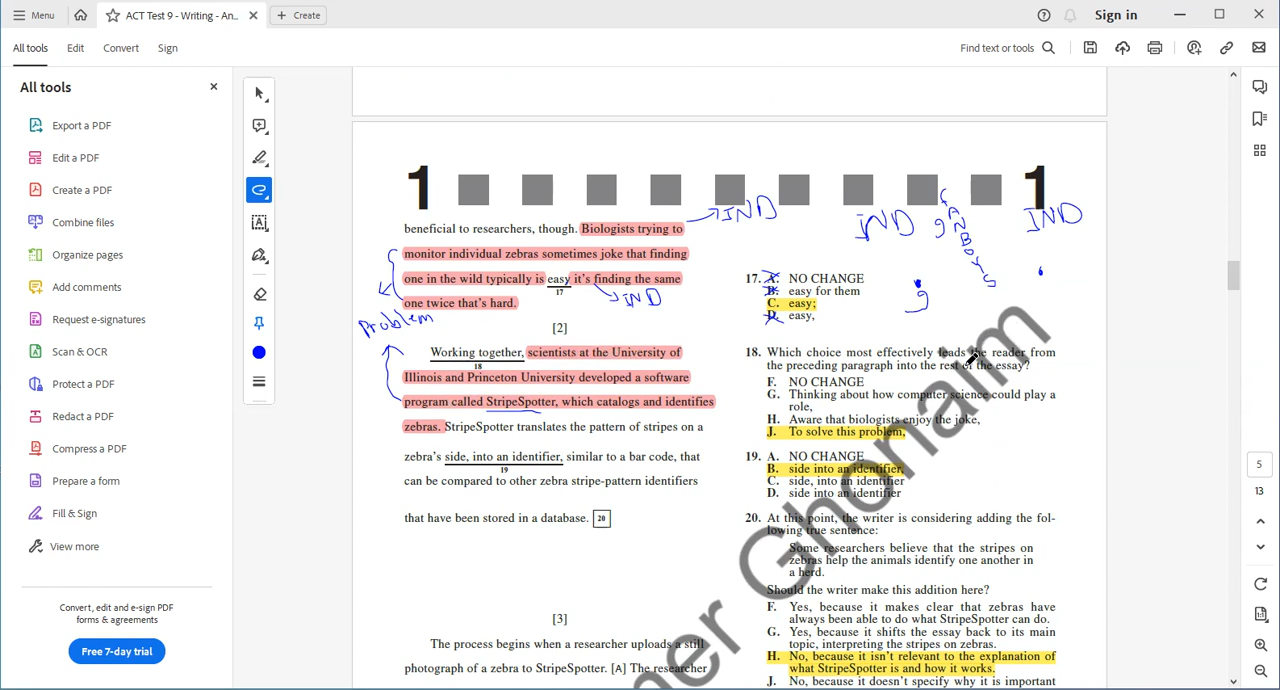 Menu
ACT Test 9 - Writing - An...
Create
Sign in
All tools
Edit
Convert
Sign
Find text or tools
All tools
Export a PDF
Edit a PDF
Create a PDF
Combine files
Organize pages
Add comments
Request e-signatures
Scan & OCR
Protect a PDF
Redact a PDF
Compress a PDF
Prepare a form
Fill & Sign
View more
Convert, edit and e-sign PDF
forms & agreements
Free 7-day trial
1
1
IND
IND
FANBOYS
IND
beneficial to researchers, though. Biologists trying to
monitor individual zebras sometimes joke that finding
one in the wild typically is easy it's finding the same
17
one twice that's hard.
IND
Problem
[2]
Working together, scientists at the University of
18
Illinois and Princeton University developed a software
program called StripeSpotter, which catalogs and identifies
zebras. StripeSpotter translates the pattern of stripes on a
zebra's side, into an identifier, similar to a bar code, that
19
can be compared to other zebra stripe-pattern identifiers
that have been stored in a database. 20
[3]
The process begins when a researcher uploads a still
photograph of a zebra to StripeSpotter. [A] The researcher
17. A. NO CHANGE
B. easy for them
C. easy;
D. easy,
18. Which choice most effectively leads the reader from
the preceding paragraph into the rest of the essay?
F. NO CHANGE
G. Thinking about how computer science could play a
role,
H. Aware that biologists enjoy the joke,
J. To solve this problem,
19. A. NO CHANGE
B. side into an identifier,
C. side, into an identifier
D. side into an identifier
20. At this point, the writer is considering adding the fol-
lowing true sentence:
Some researchers believe that the stripes on
zebras help the animals identify one another in
a herd.
Should the writer make this addition here?
F. Yes, because it makes clear that zebras have
always been able to do what StripeSpotter can do.
G. Yes, because it shifts the essay back to its main
topic, interpreting the stripes on zebras.
H. No, because it isn't relevant to the explanation of
what StripeSpotter is and how it works.
J. No, because it doesn't specify why it is important
mer Ghonaim
5
13